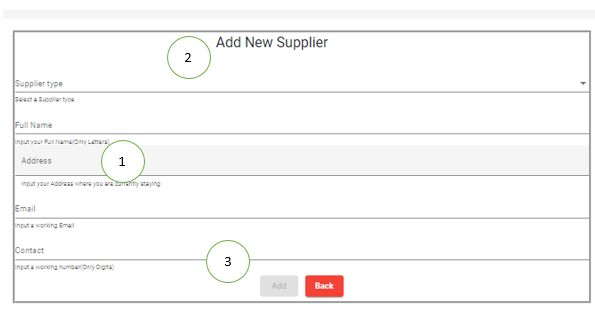 Add New Supplier
2
Supplier type
Select a Supplier type
Full Name
Input your Full Name(Only Letters)
Address
1
Input your Address where you are currently staying
Email
Input a working Email
Contact
3
Input a working number(Only Digits)
Add
Back